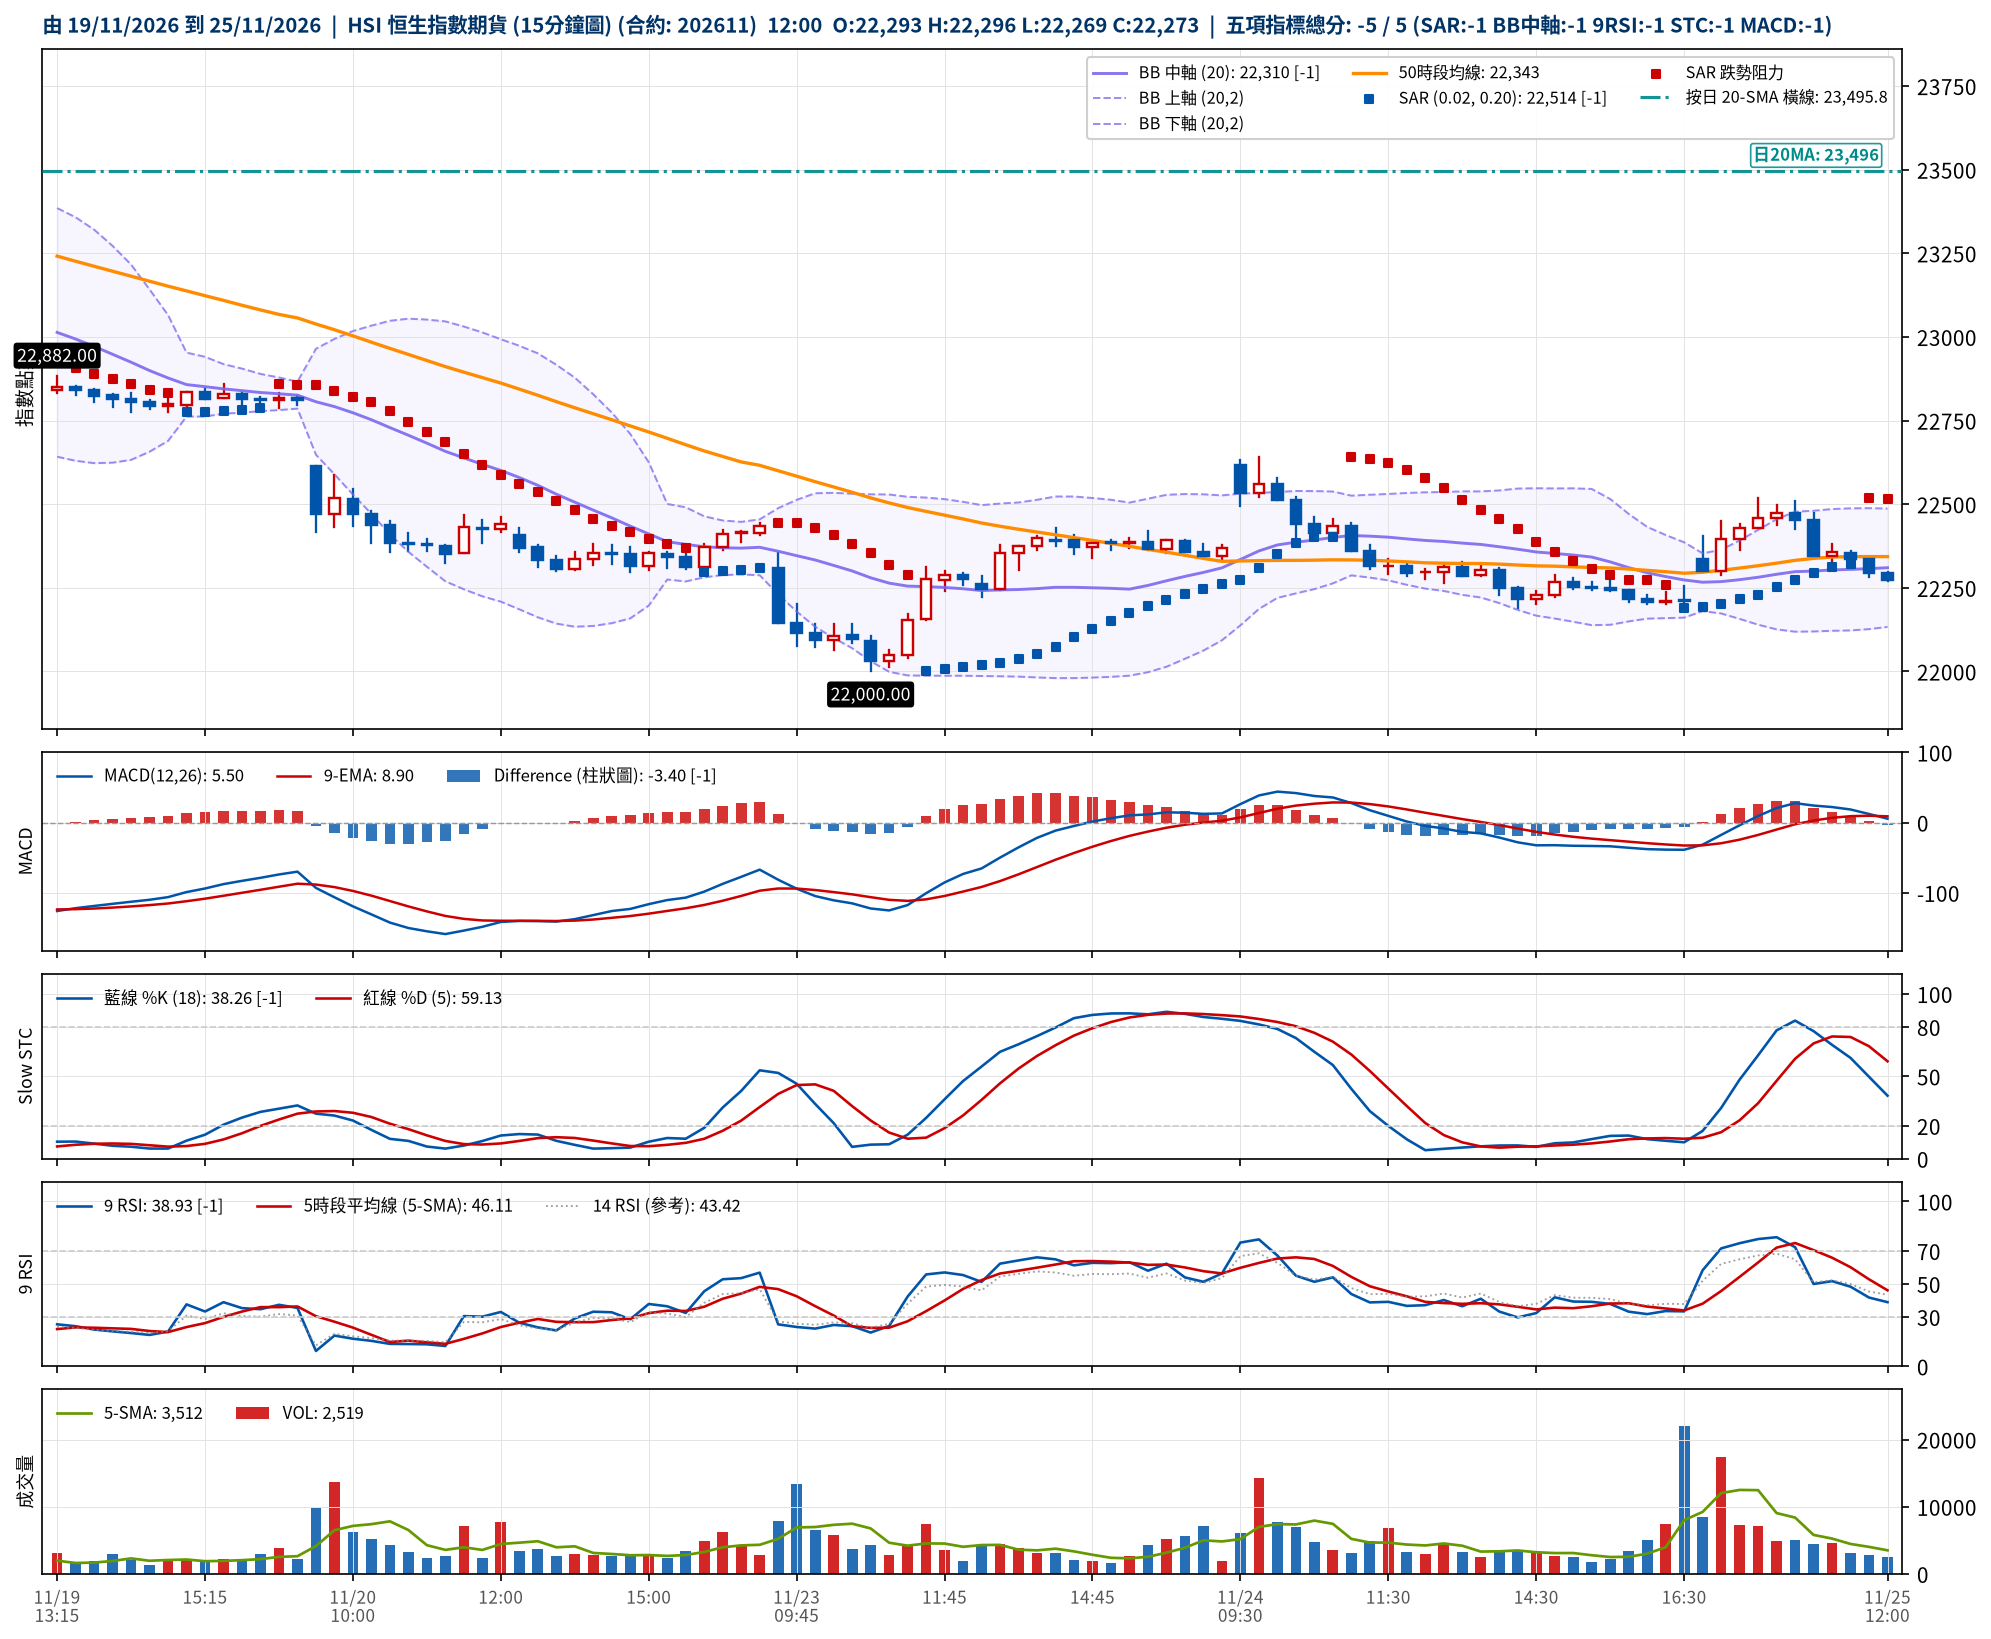 由 19/11/2026 到 25/11/2026 | HSI 恒生指數期貨 (15分鐘圖) (合約: 202611) 12:00 O:22,293 H:22,296 L:22,269 C:22,273 | 五項指標總分: -5 / 5 (SAR:-1 BB中軸:-1 9RSI:-1 STC:-1 MACD:-1)
BB 中軸 (20): 22,310 [-1]
BB 上軸 (20,2)
BB 下軸 (20,2)
50時段均線: 22,343
SAR (0.02, 0.20): 22,514 [-1]
SAR 跌勢阻力
按日 20-SMA 橫線: 23,495.8
日20MA: 23,496
22,882.00
22,000.00
指數點
23750
23500
23250
23000
22750
22500
22250
22000
MACD(12,26): 5.50
9-EMA: 8.90
Difference (柱狀圖): -3.40 [-1]
MACD
100
0
-100
藍線 %K (18): 38.26 [-1]
紅線 %D (5): 59.13
Slow STC
100
80
50
20
0
9 RSI: 38.93 [-1]
5時段平均線 (5-SMA): 46.11
14 RSI (參考): 43.42
9 RSI
100
70
50
30
0
5-SMA: 3,512
VOL: 2,519
成交量
20000
10000
0
11/19
13:15
15:15
11/20
10:00
12:00
15:00
11/23
09:45
11:45
14:45
11/24
09:30
11:30
14:30
16:30
11/25
12:00